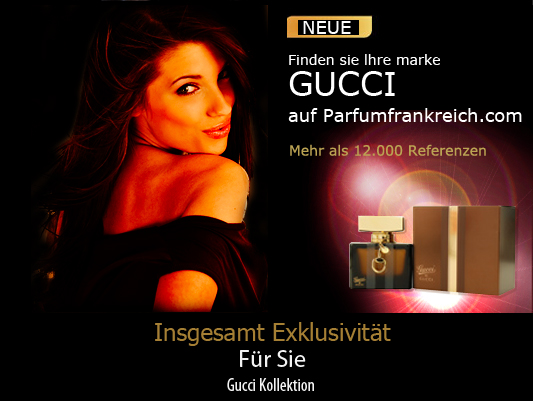 NEUE
Finden sie Ihre marke
GUCCI
auf Parfumfrankreich.com
Mehr als 12.000 Referenzen
Gucci
Insgesamt Exklusivität
Für Sie
Gucci Kollektion